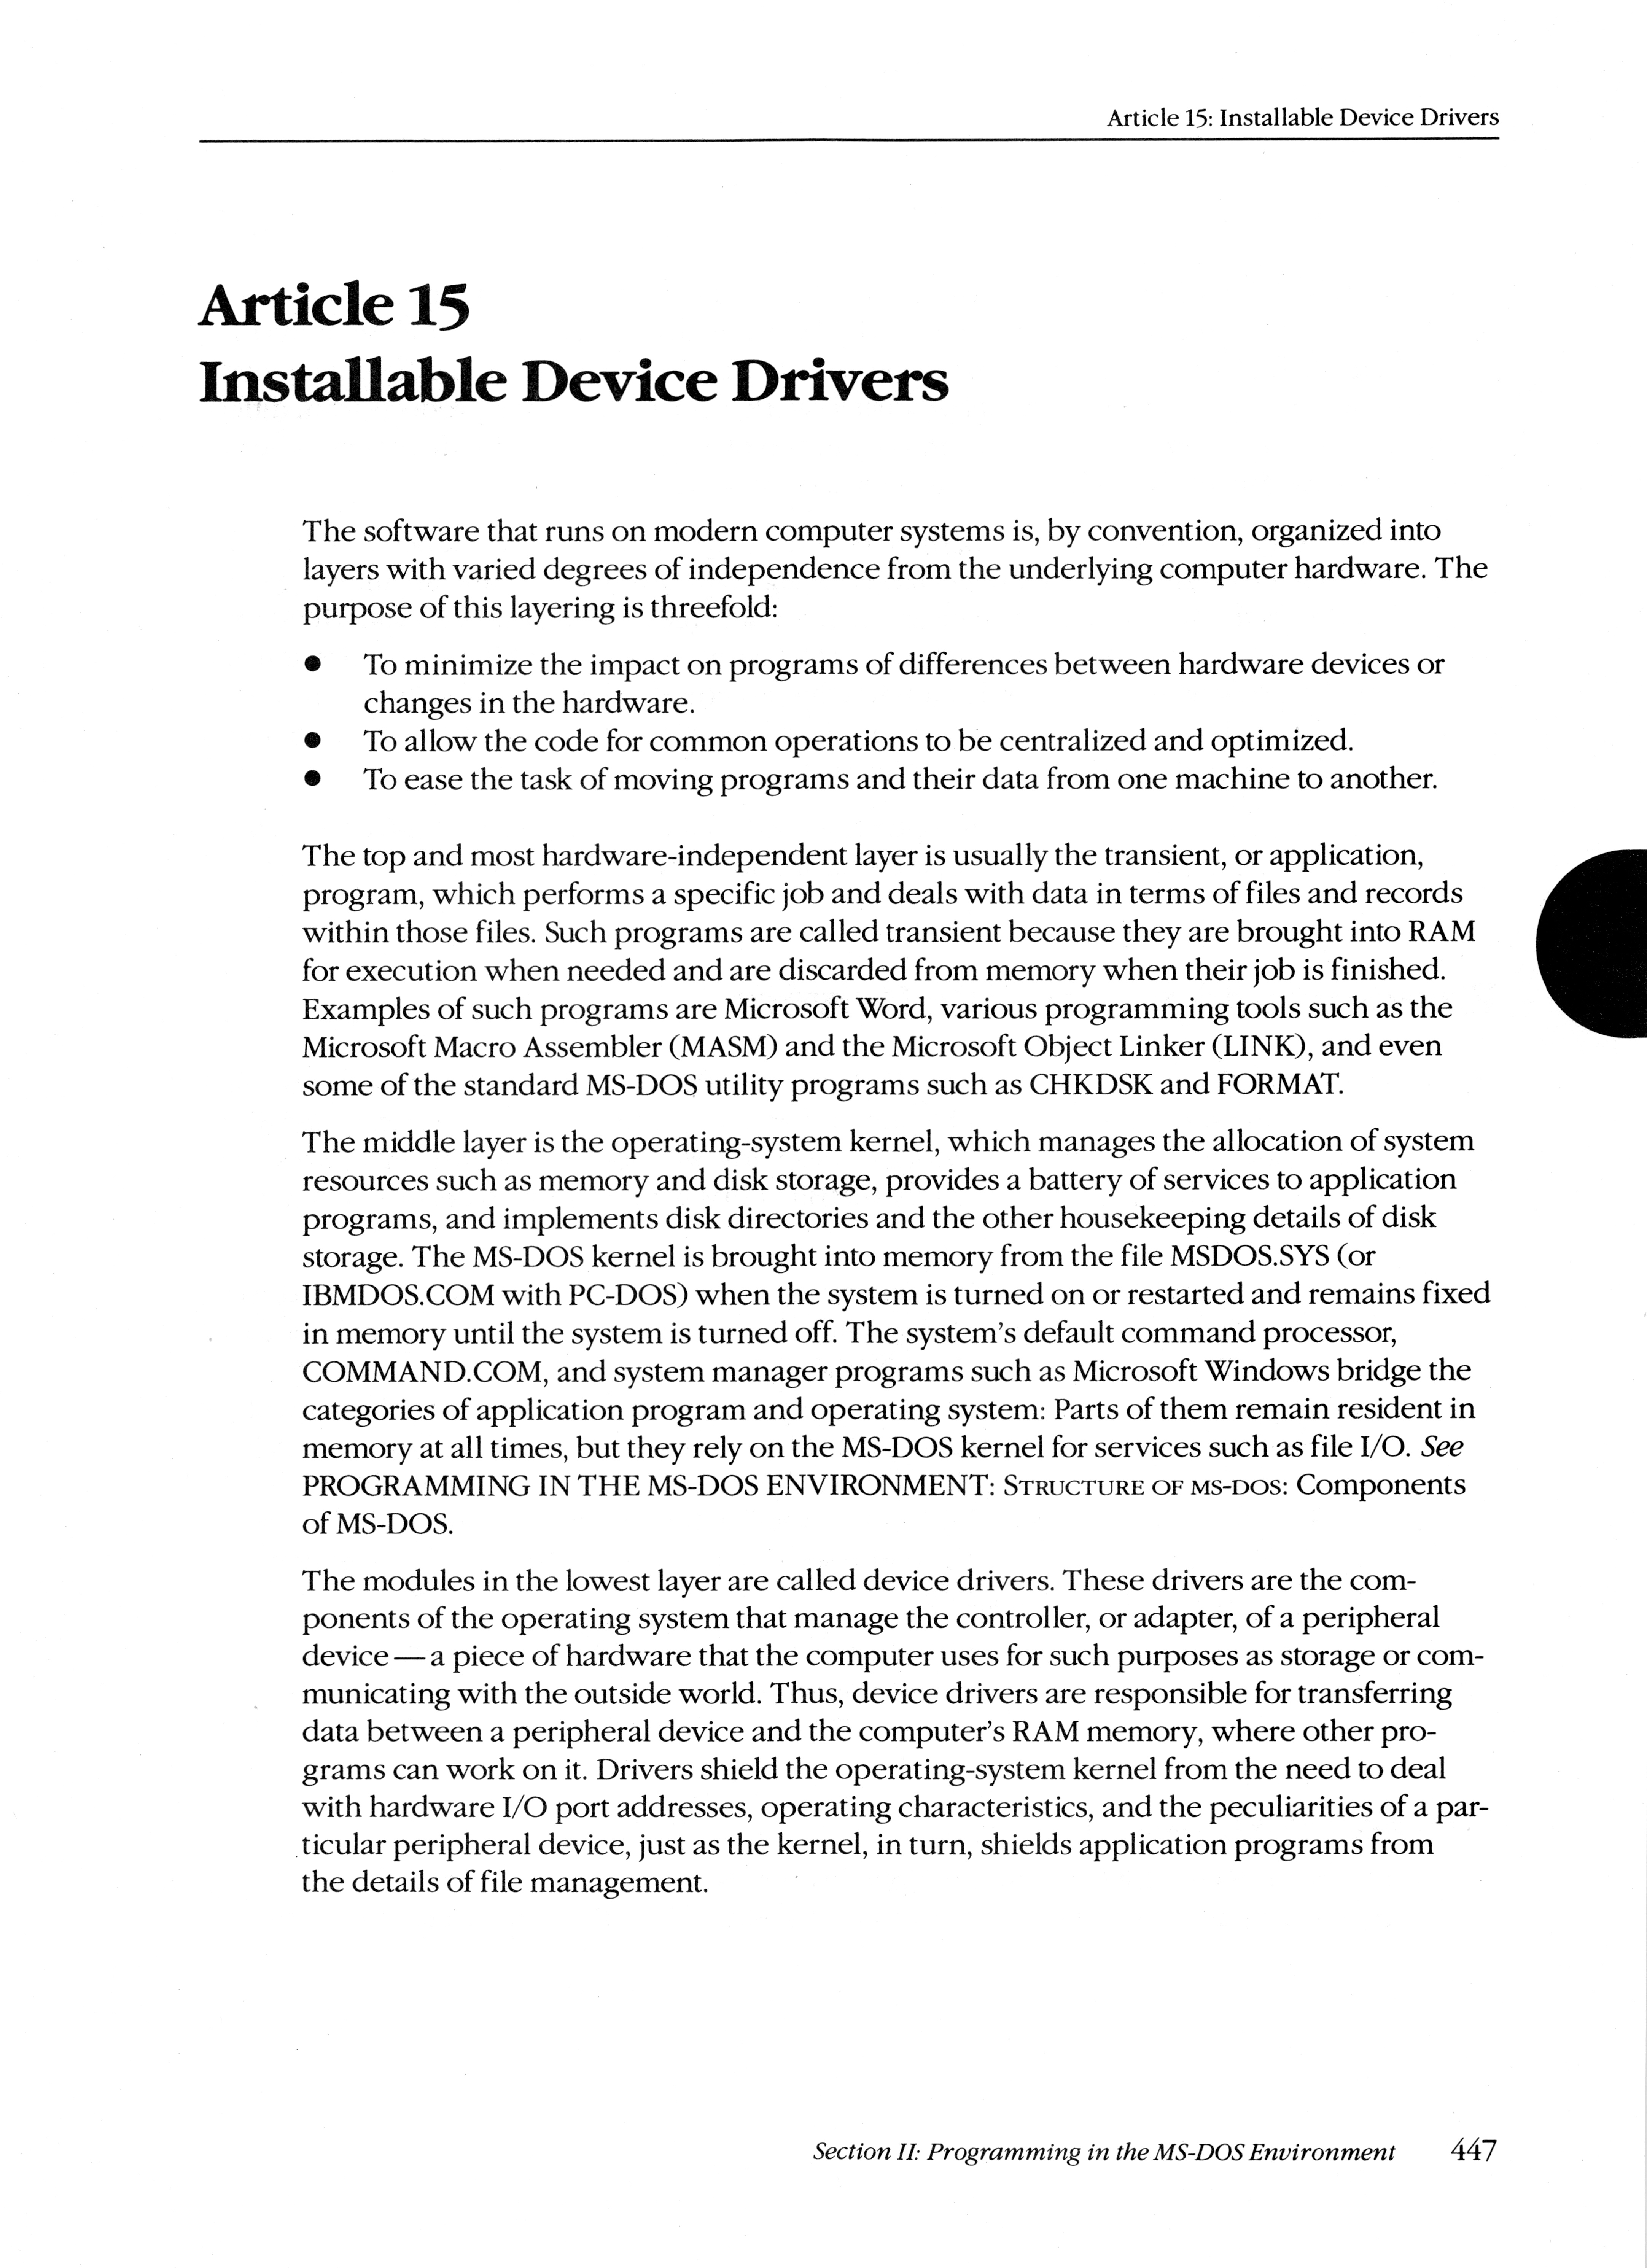 Article 15: Installable Device Drivers
Article 15
Installable Device Drivers
The software that runs on modern computer systems is, by convention, organized into
layers with varied degrees of independence from the underlying computer hardware. The
purpose of this layering is threefold:
● To minimize the impact on programs of differences between hardware devices or
changes in the hardware.
● To allow the code for common operations to be centralized and optimized.
● To ease the task of moving programs and their data from one machine to another.
The top and most hardware-independent layer is usually the transient, or application,
program, which performs a specific job and deals with data in terms of files and records
within those files. Such programs are called transient because they are brought into RAM
for execution when needed and are discarded from memory when their job is finished.
Examples of such programs are Microsoft Word, various programming tools such as the
Microsoft Macro Assembler (MASM) and the Microsoft Object Linker (LINK), and even
some of the standard MS-DOS utility programs such as CHKDSK and FORMAT.
The middle layer is the operating-system kernel, which manages the allocation of system
resources such as memory and disk storage, provides a battery of services to application
programs, and implements disk directories and the other housekeeping details of disk
storage. The MS-DOS kernel is brought into memory from the file MSDOS.SYS (or
IBMDOS.COM with PC-DOS) when the system is turned on or restarted and remains fixed
in memory until the system is turned off. The system's default command processor,
COMMAND.COM, and system manager programs such as Microsoft Windows bridge the
categories of application program and operating system: Parts of them remain resident in
memory at all times, but they rely on the MS-DOS kernel for services such as file I/O. See
PROGRAMMING IN THE MS-DOS ENVIRONMENT: STRUCTURE OF MS-DOS: Components
of MS-DOS.
The modules in the lowest layer are called device drivers. These drivers are the com-
ponents of the operating system that manage the controller, or adapter, of a peripheral
device — a piece of hardware that the computer uses for such purposes as storage or com-
municating with the outside world. Thus, device drivers are responsible for transferring
data between a peripheral device and the computer's RAM memory, where other pro-
grams can work on it. Drivers shield the operating-system kernel from the need to deal
with hardware I/O port addresses, operating characteristics, and the peculiarities of a par-
ticular peripheral device, just as the kernel, in turn, shields application programs from
the details of file management.
Section II: Programming in the MS-DOS Environment 447